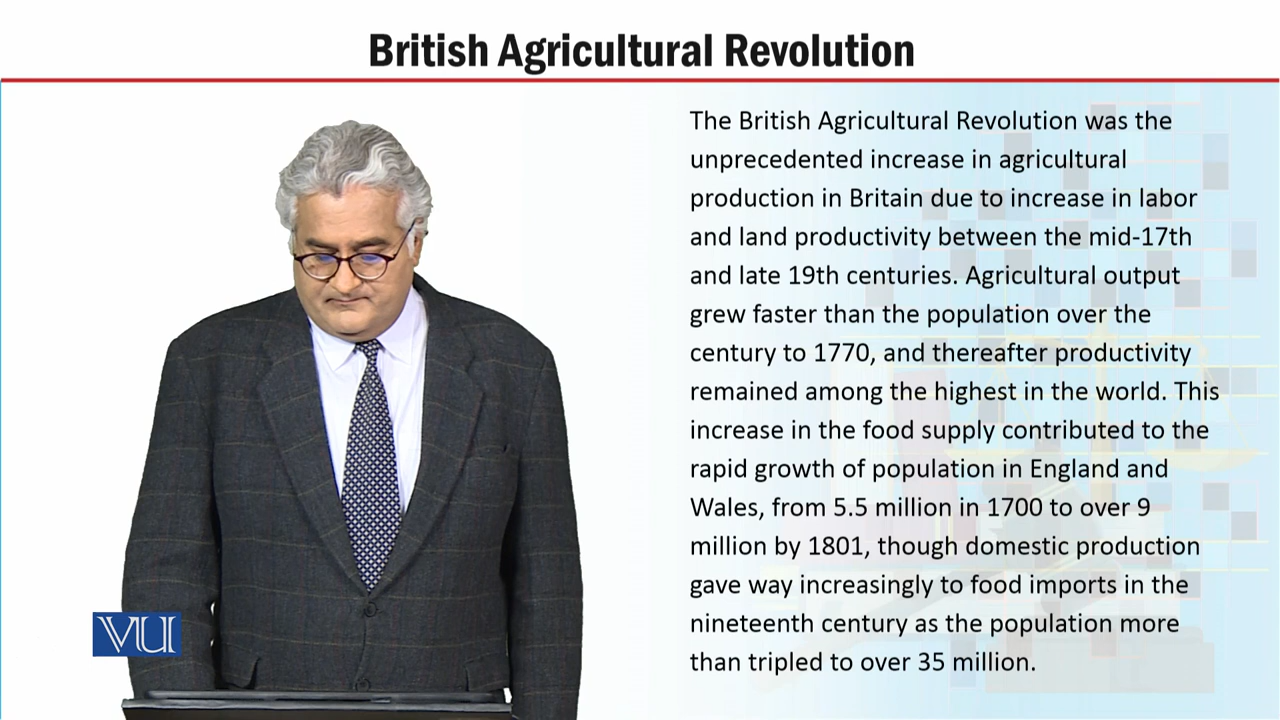 British Agricultural Revolution
The British Agricultural Revolution was the
unprecedented increase in agricultural
production in Britain due to increase in labor
and land productivity between the mid-17th
and late 19th centuries. Agricultural output
grew faster than the population over the
century to 1770, and thereafter productivity
remained among the highest in the world. This
increase in the food supply contributed to the
rapid growth of population in England and
Wales, from 5.5 million in 1700 to over 9
million by 1801, though domestic production
gave way increasingly to food imports in the
nineteenth century as the population more
than tripled to over 35 million.
VU